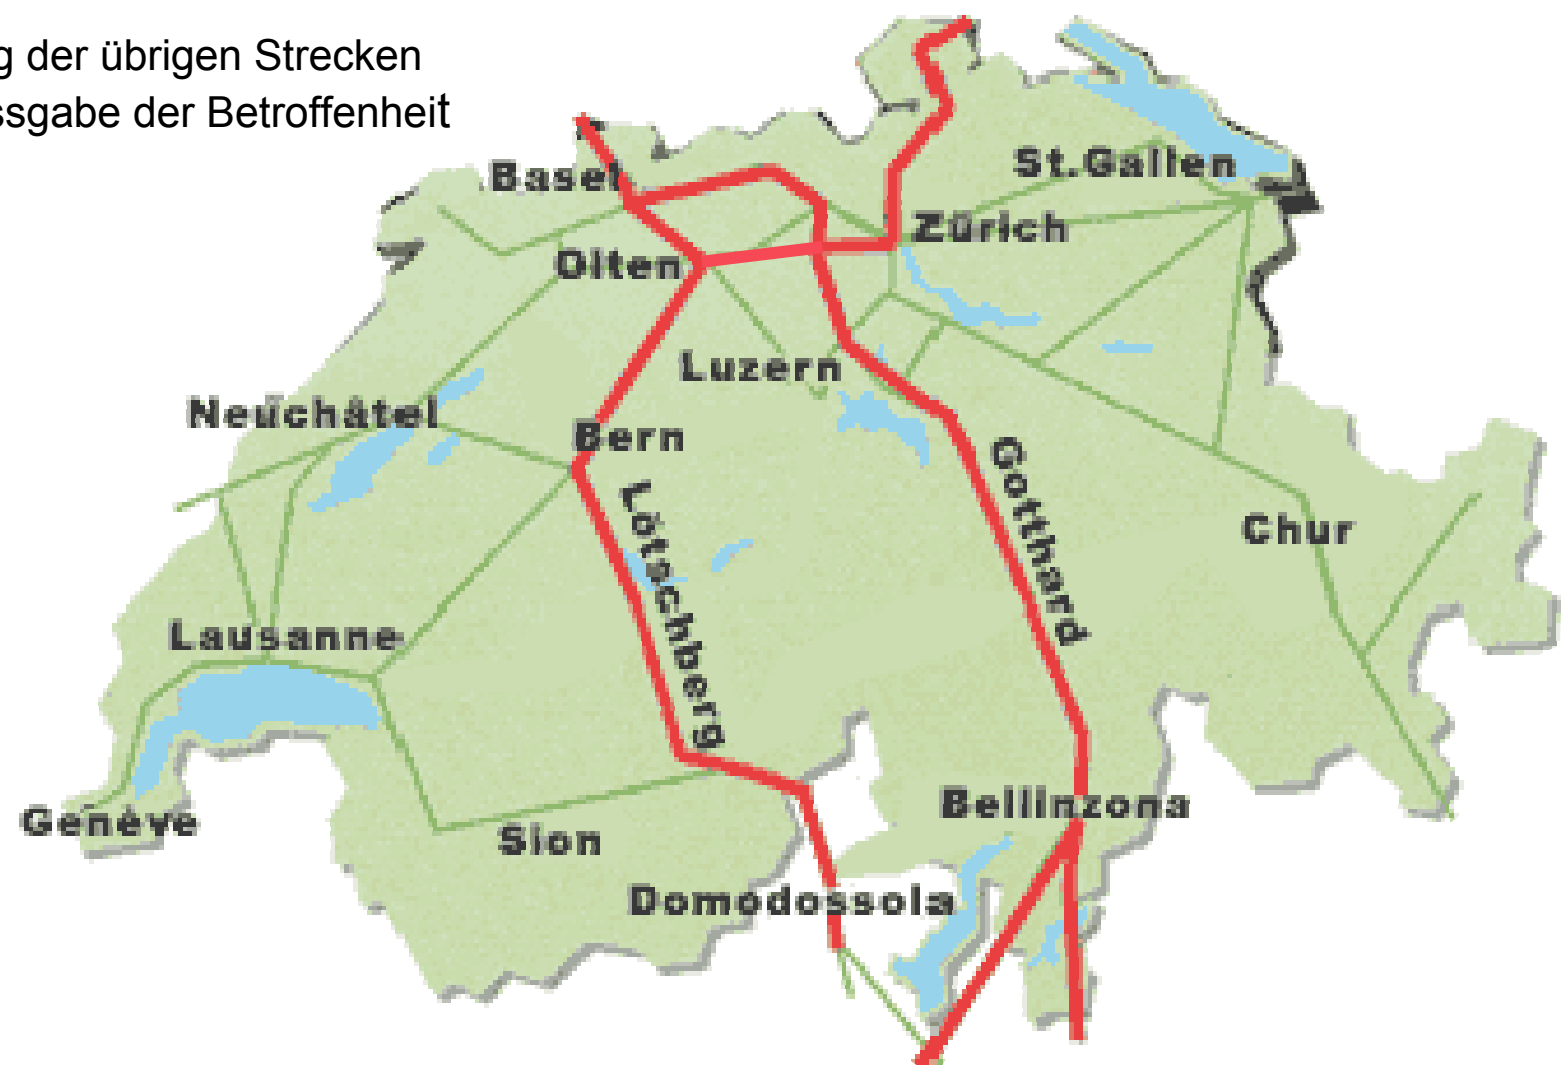 g der übrigen Strecken
ssgabe der Betroffenheit
St.Gallen
Basel
Zürich
Olten
Luzern
Neuchâtel
Bern
Gotthard
Lötschberg
Chur
Lausanne
Bellinzona
Genève
Sion
Domodossola